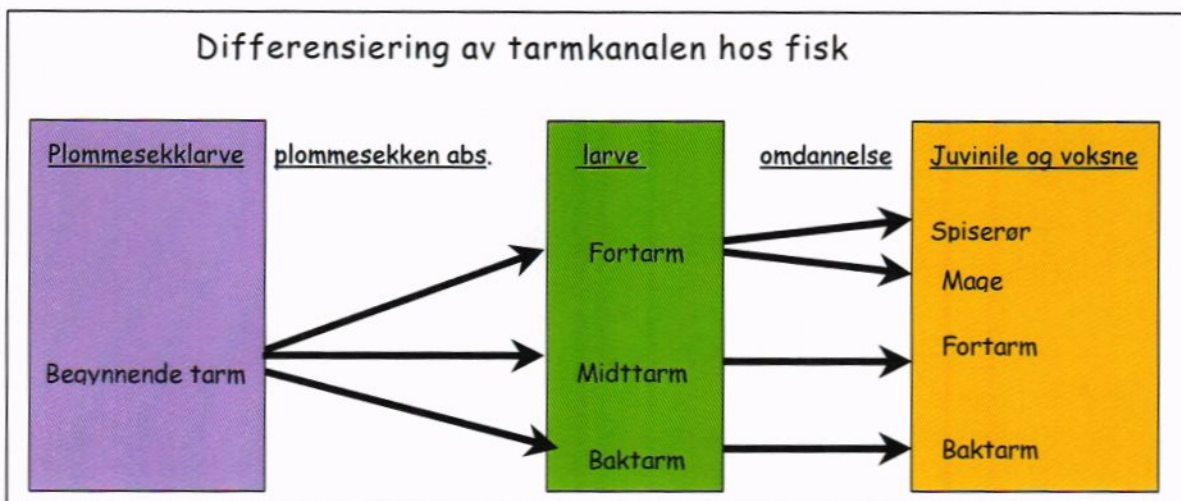 Differensiering av tarmkanalen hos fisk
Plommesekklarve plommesekken abs. larve omdannelse Juvinile og voksne
Spiserør
Fortarm
Mage
Fortarm
Begynnende tarm Midttarm
Baktarm Baktarm